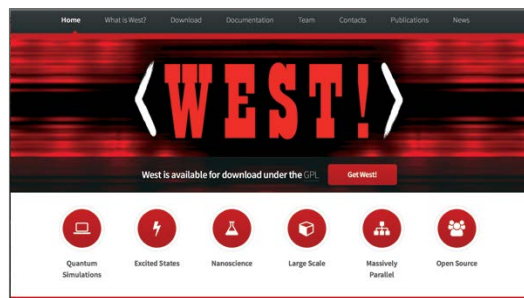 Home What is West? Download Documentation Team Contacts Publications News
⟨WEST!⟩
West is available for download under the GPL Get West!
Quantum Simulations
Excited States
Nanoscience
Large Scale
Massively Parallel
Open Source